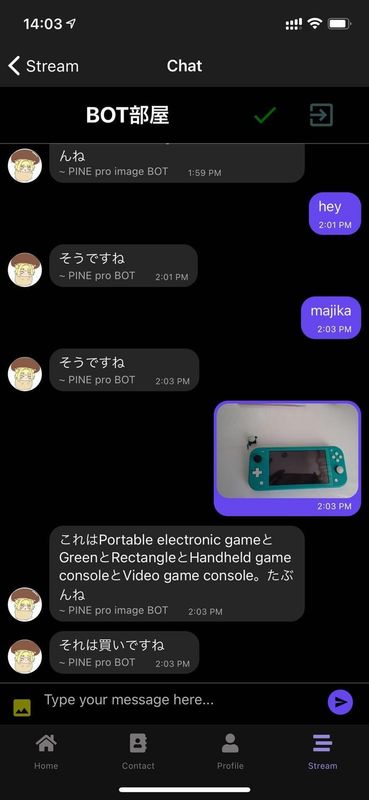 14:03
Stream
Chat
BOT部屋
んね
~ PINE pro image BOT 1:59 PM
hey
2:01 PM
そうですね
~ PINE pro BOT 2:01 PM
majika
2:03 PM
そうですね
~ PINE pro BOT 2:03 PM
2:03 PM
これはPortable electronic gameと
GreenとRectangleとHandheld game
consoleとVideo game console。たぶ
んね
~ PINE pro image BOT 2:03 PM
それは買いですね
~ PINE pro BOT 2:03 PM
Type your message here...
Home Contact Profile Stream